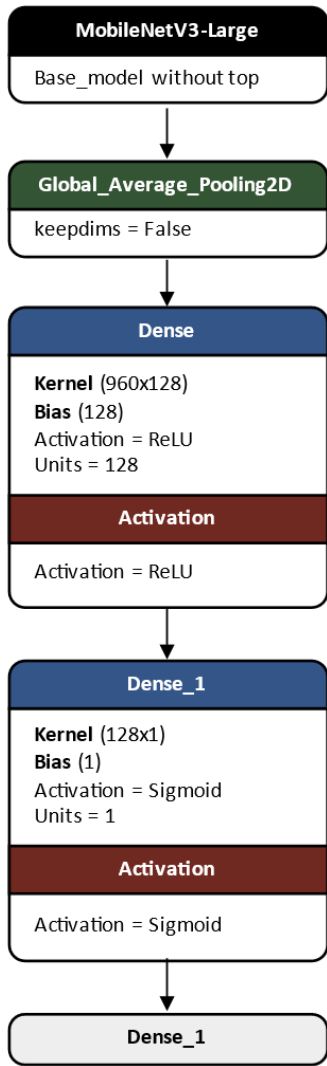 MobileNetV3-Large
Base_model without top
Global_Average_Pooling2D
keepdims = False
Dense
Kernel (960x128)
Bias (128)
Activation = ReLU
Units = 128
Activation
Activation = ReLU
Dense_1
Kernel (128x1)
Bias (1)
Activation = Sigmoid
Units = 1
Activation
Activation = Sigmoid
Dense_1